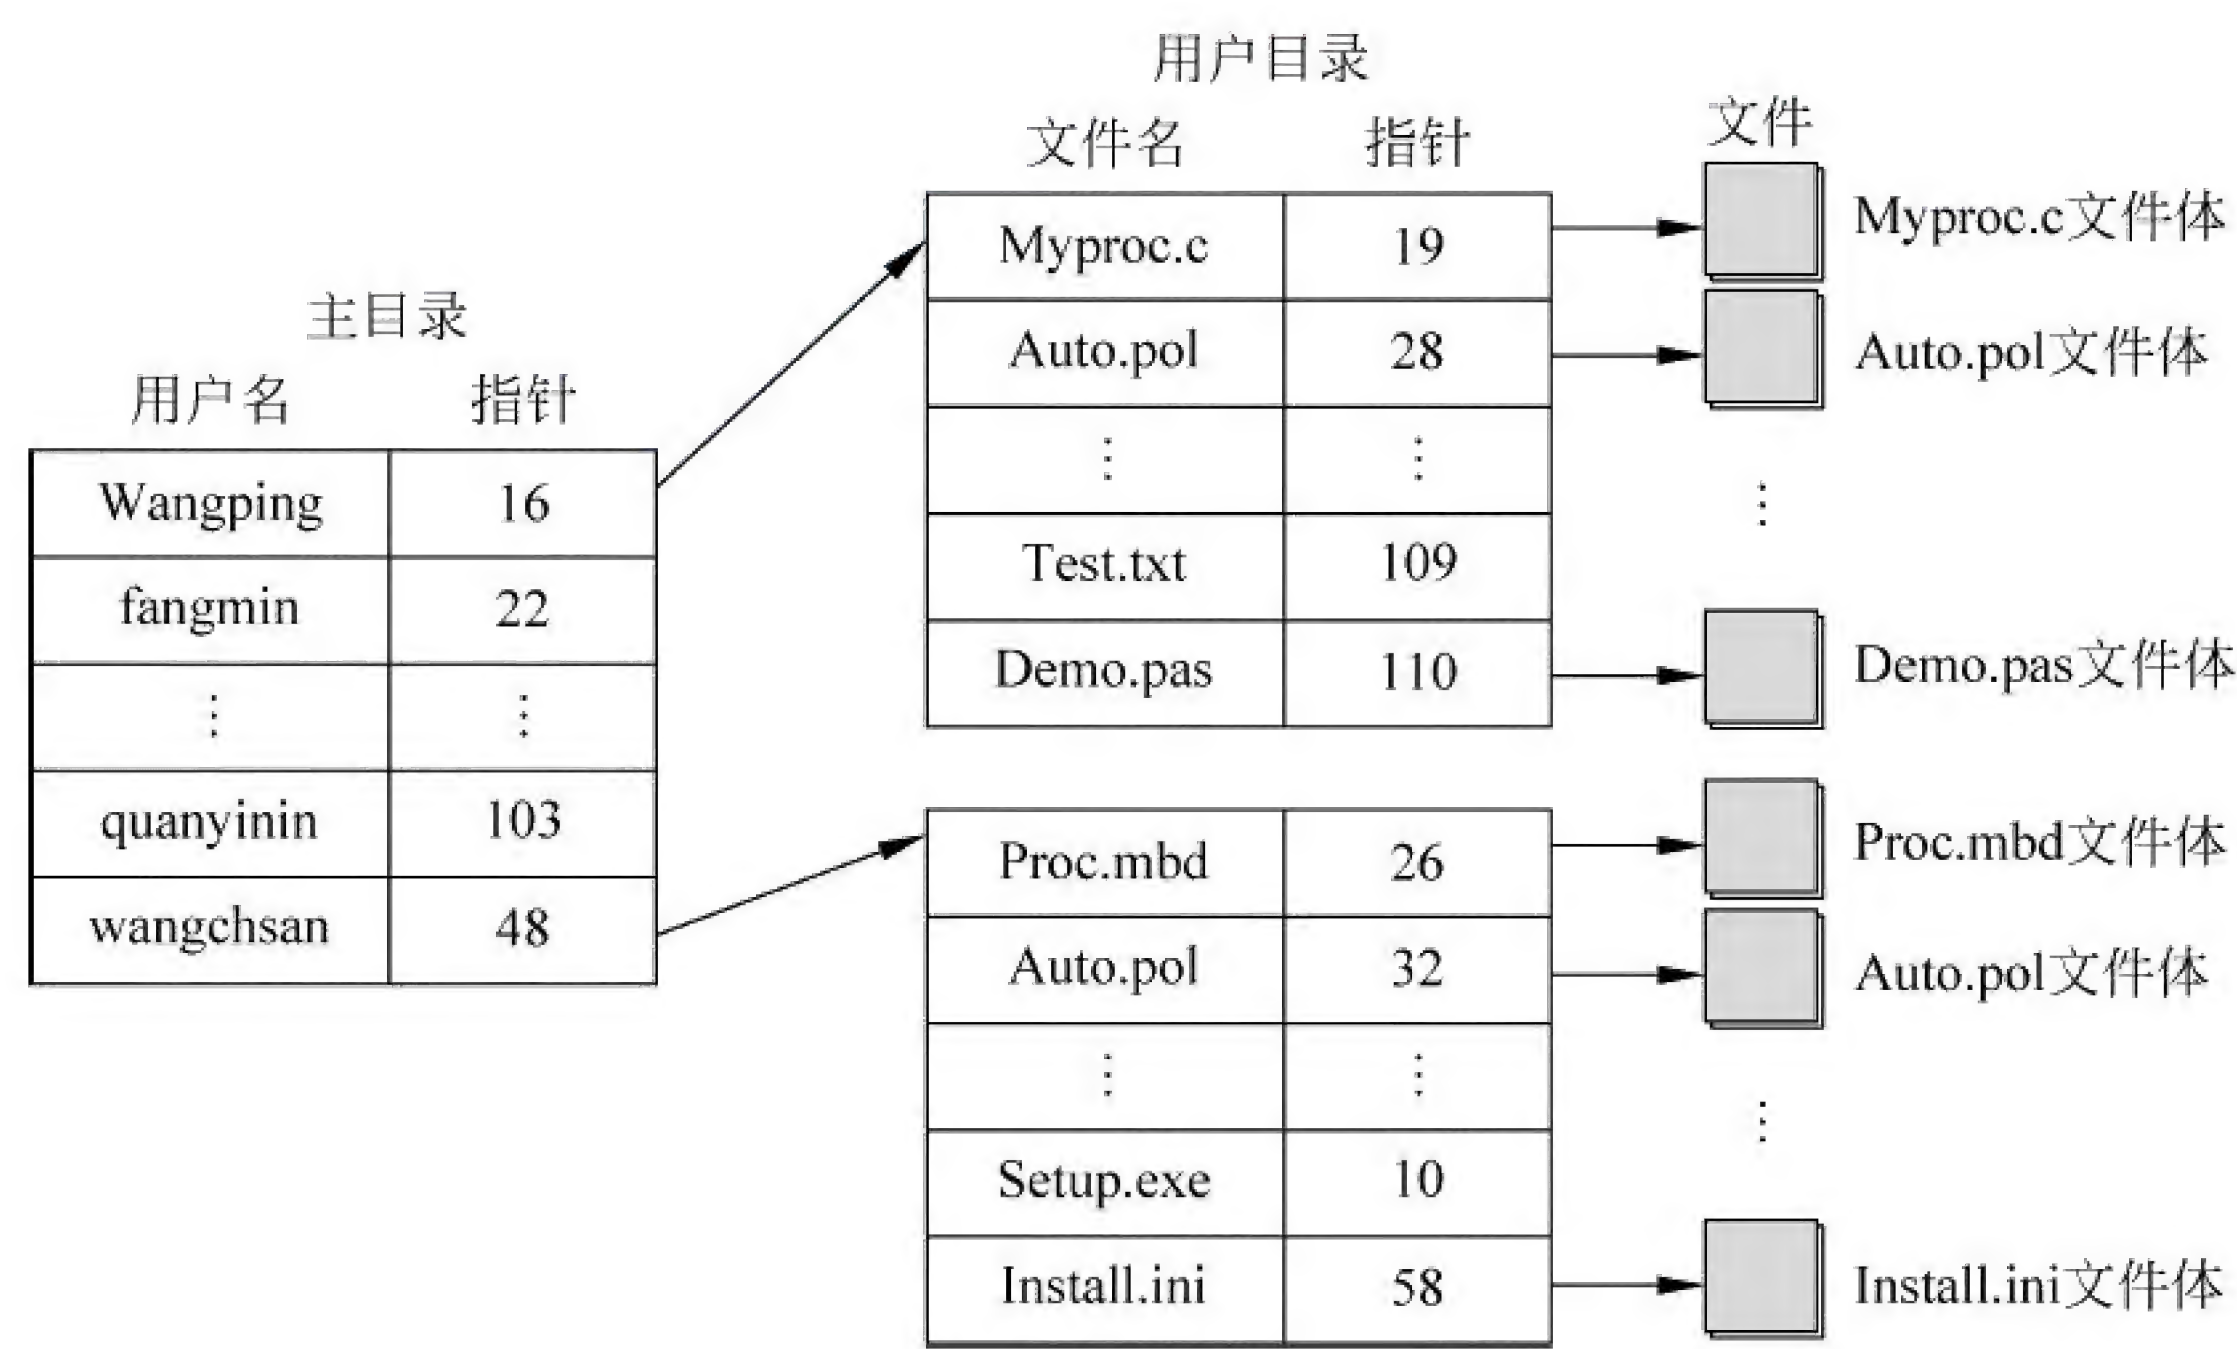 主目录
用户名 指针
Wangping 16
fangmin 22
⋮ ⋮
quanyinin 103
wangchsan 48
用户目录
文件名 指针
Myproc.c 19
Auto.pol 28
⋮ ⋮
Test.txt 109
Demo.pas 110
Proc.mbd 26
Auto.pol 32
⋮ ⋮
Setup.exe 10
Install.ini 58
文件
Myproc.c文件体
Auto.pol文件体
⋮
Demo.pas文件体
Proc.mbd文件体
Auto.pol文件体
⋮
Install.ini文件体